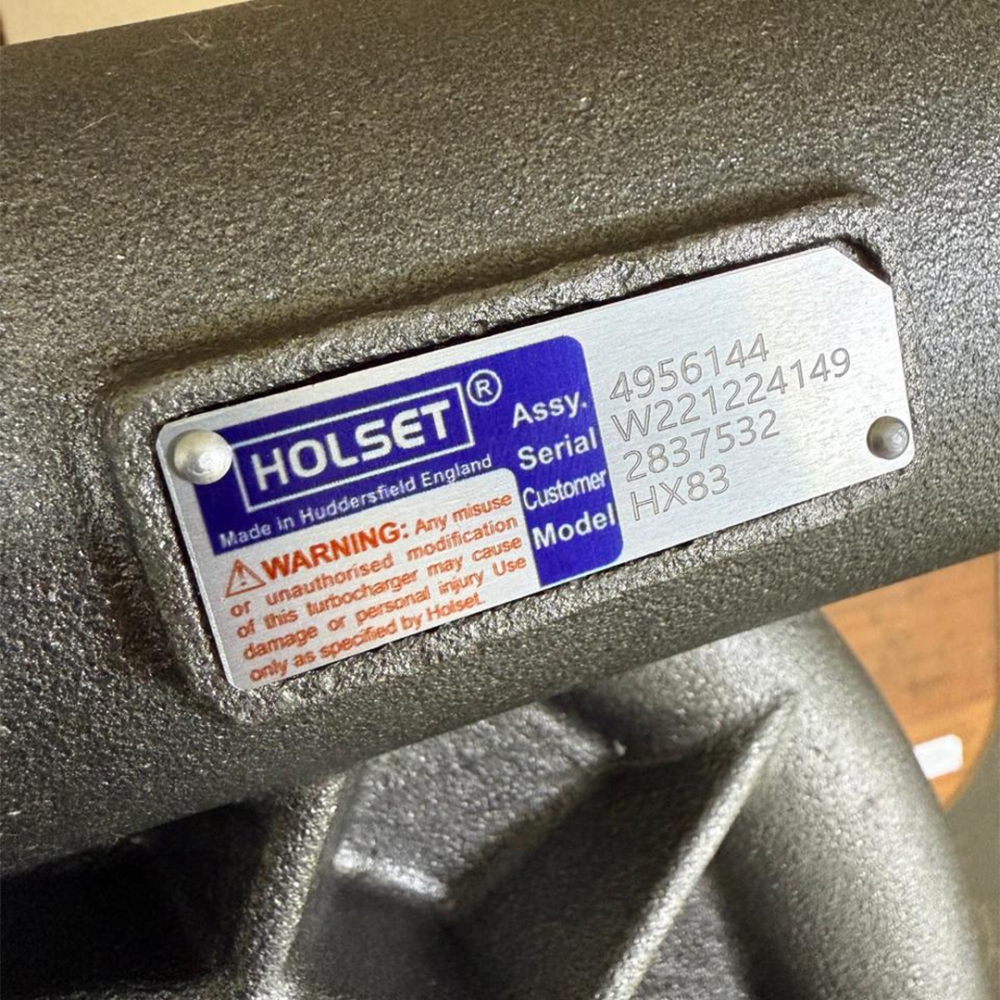 HOLSET®
Made in Huddersfield England
⚠WARNING: Any misuse
or unauthorised modification
of this turbocharger may cause
damage or personal injury Use
only as specified by Holset.
Assy. 4956144
Serial W221224149
Customer 2837532
Model HX83